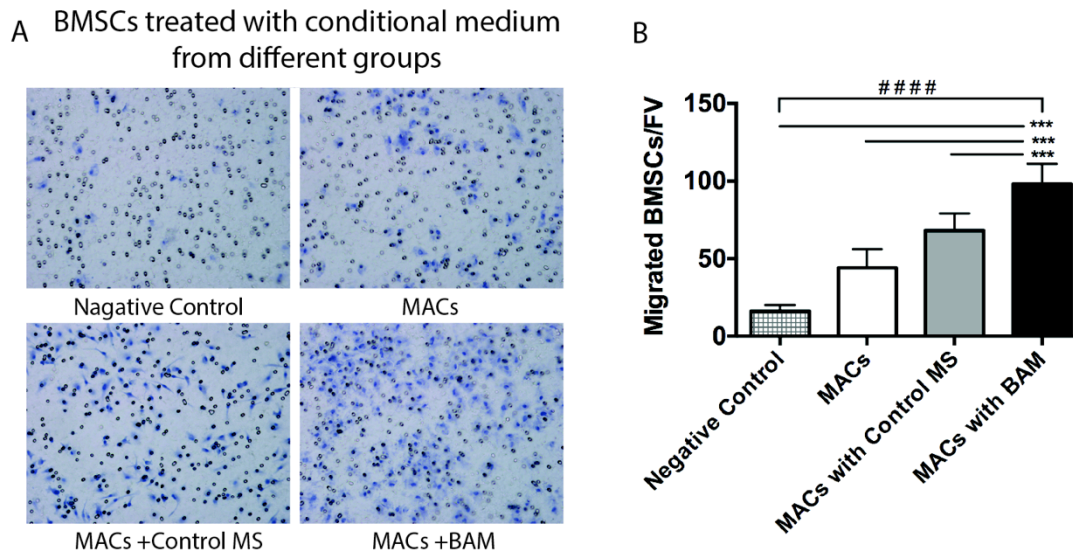 A
BMSCs treated with conditional medium
from different groups
Nagative Control
MACs
MACs +Control MS
MACs +BAM
B
Migrated BMSCs/FV
150
100
50
0
####
***
***
***
Negative Control
MACs
MACs with Control MS
MACs with BAM